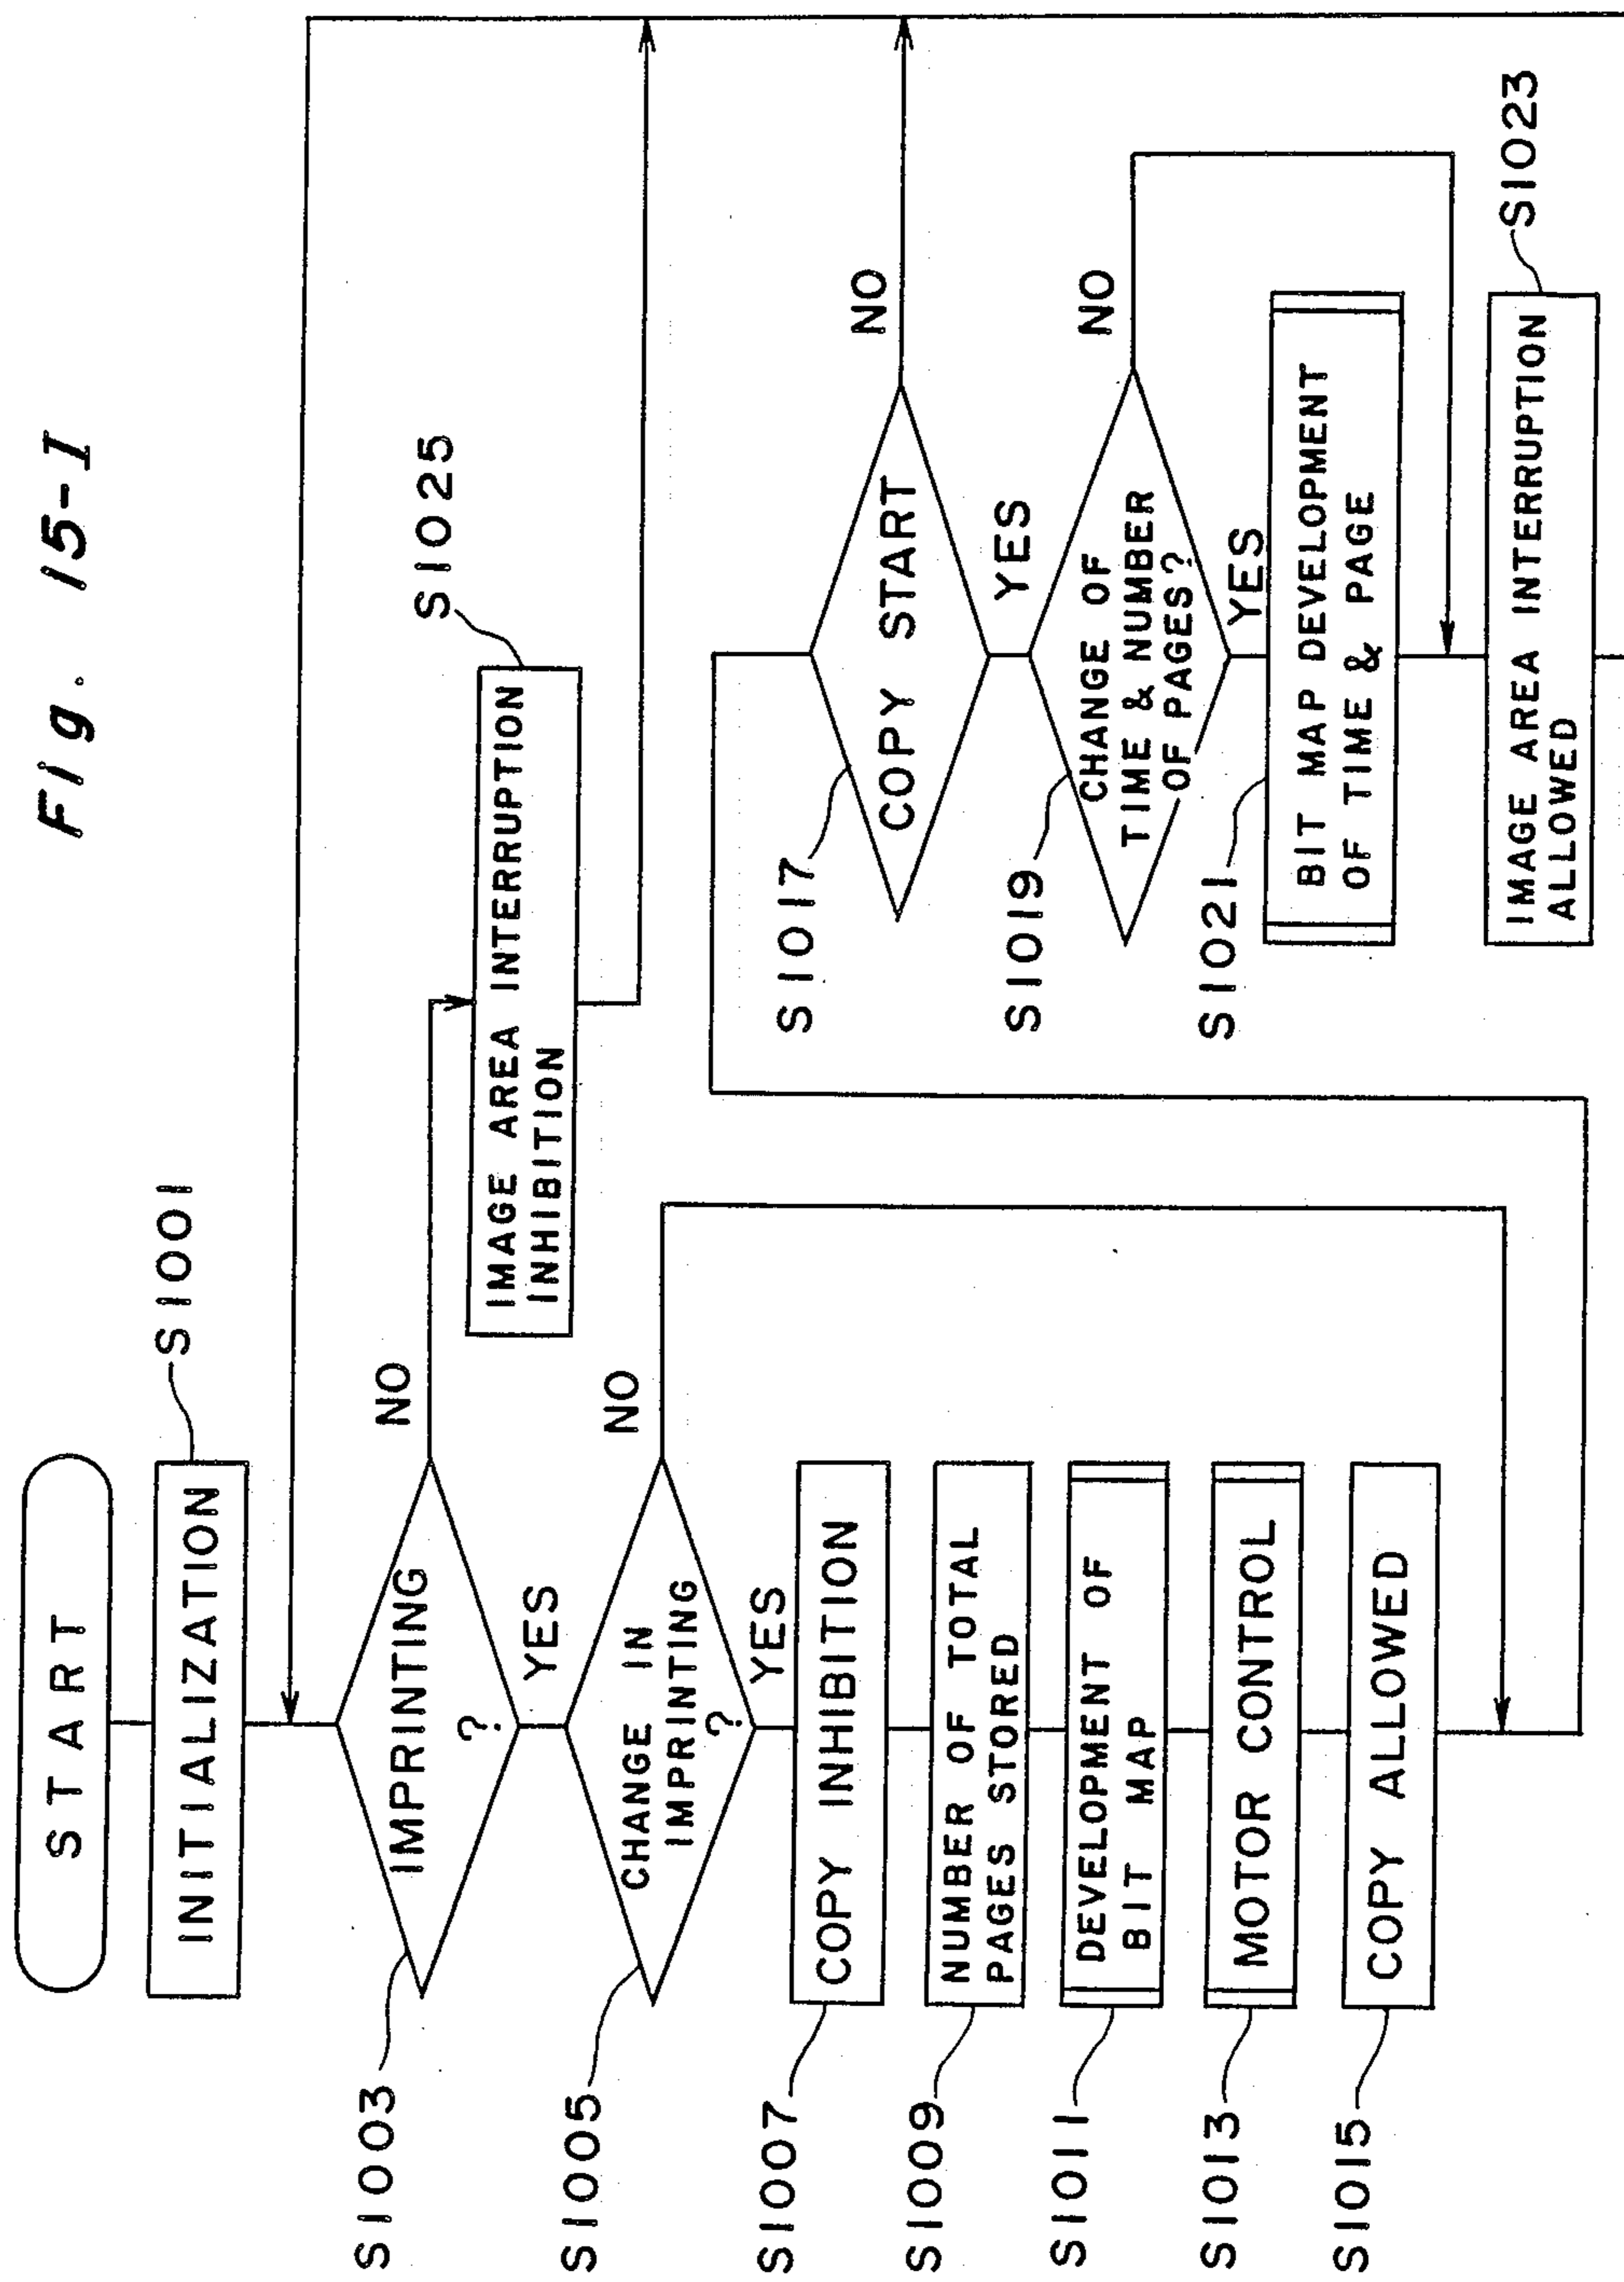 Fig. 15-I
START
INITIALIZATION
S1001
IMPRINTING
?
S1003
NO
YES
IMAGE AREA INTERRUPTION
INHIBITION
S1025
CHANGE IN
IMPRINTING
?
S1005
NO
YES
COPY INHIBITION
S1007
NUMBER OF TOTAL
PAGES STORED
S1009
DEVELOPMENT OF
BIT MAP
S1011
MOTOR CONTROL
S1013
COPY ALLOWED
S1015
COPY START
S1017
NO
YES
CHANGE OF
TIME & NUMBER
OF PAGES?
S1019
NO
YES
BIT MAP DEVELOPMENT
OF TIME & PAGE
S1021
IMAGE AREA INTERRUPTION
ALLOWED
S1023